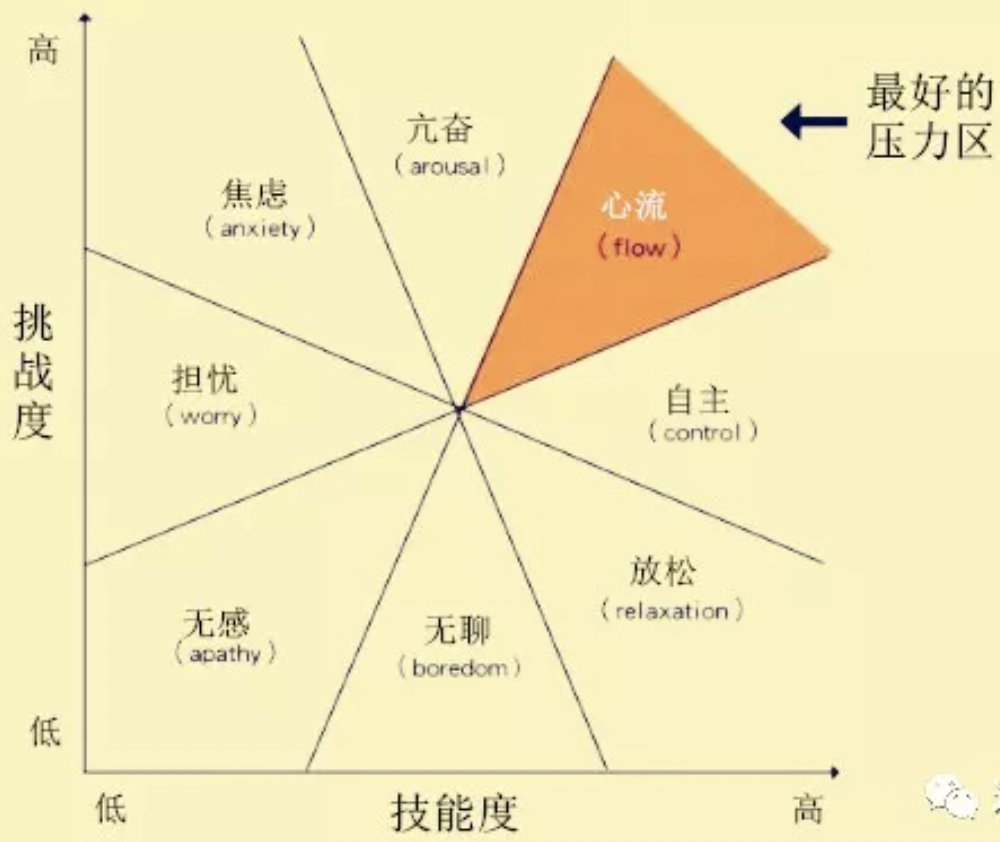 高
亢奋
(arousal)
最好的
压力区
焦虑
(anxiety)
心流
(flow)
挑
战
度
担忧
(worry)
自主
(control)
放松
(relaxation)
无感
(apathy)
无聊
(boredom)
低
低
技能度
高